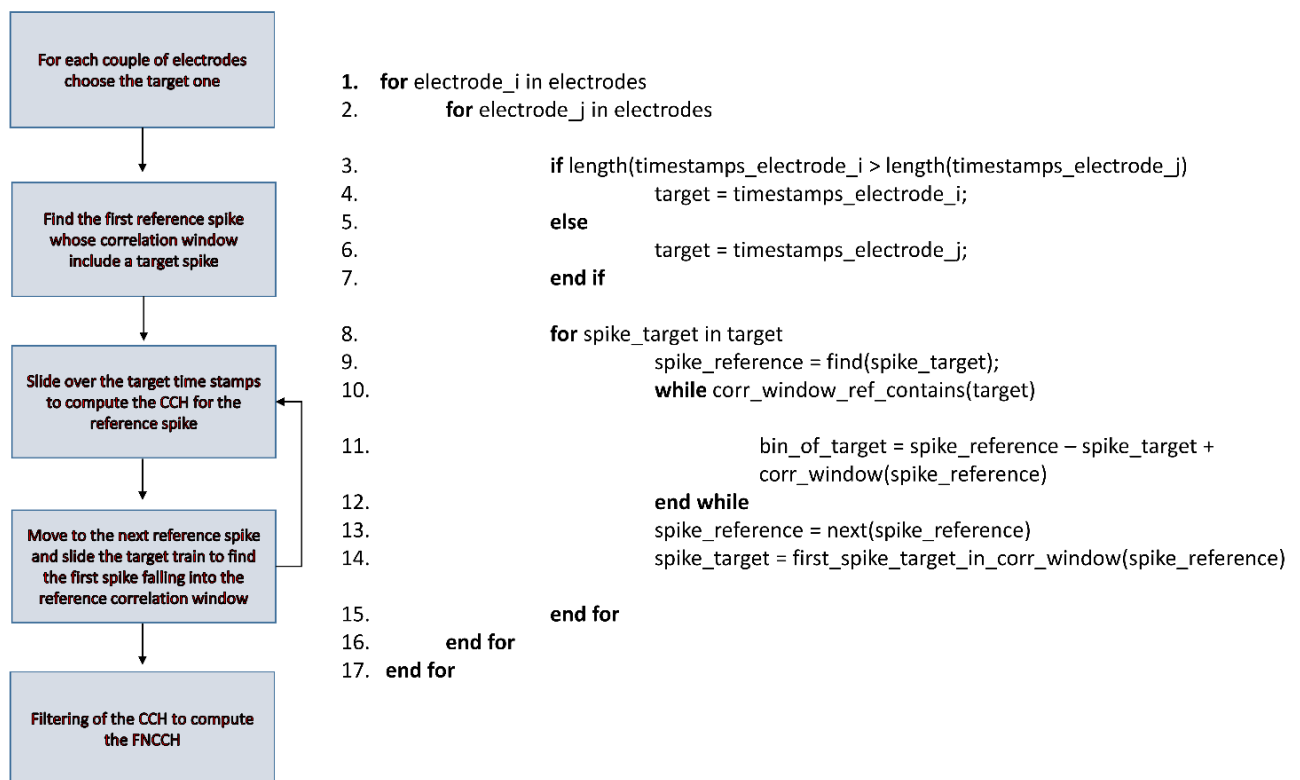 For each couple of electrodes
choose the target one
Find the first reference spike
whose correlation window
include a target spike
Slide over the target time stamps
to compute the CCH for the
reference spike
Move to the next reference spike
and slide the target train to find
the first spike falling into the
reference correlation window
Filtering of the CCH to compute
the FNCCH
1. for electrode_i in electrodes
2. for electrode_j in electrodes
3. if length(timestamps_electrode_i > length(timestamps_electrode_j)
4. target = timestamps_electrode_i;
5. else
6. target = timestamps_electrode_j;
7. end if
8. for spike_target in target
9. spike_reference = find(spike_target);
10. while corr_window_ref_contains(target)
11. bin_of_target = spike_reference – spike_target +
corr_window(spike_reference)
12. end while
13. spike_reference = next(spike_reference)
14. spike_target = first_spike_target_in_corr_window(spike_reference)
15. end for
16. end for
17. end for